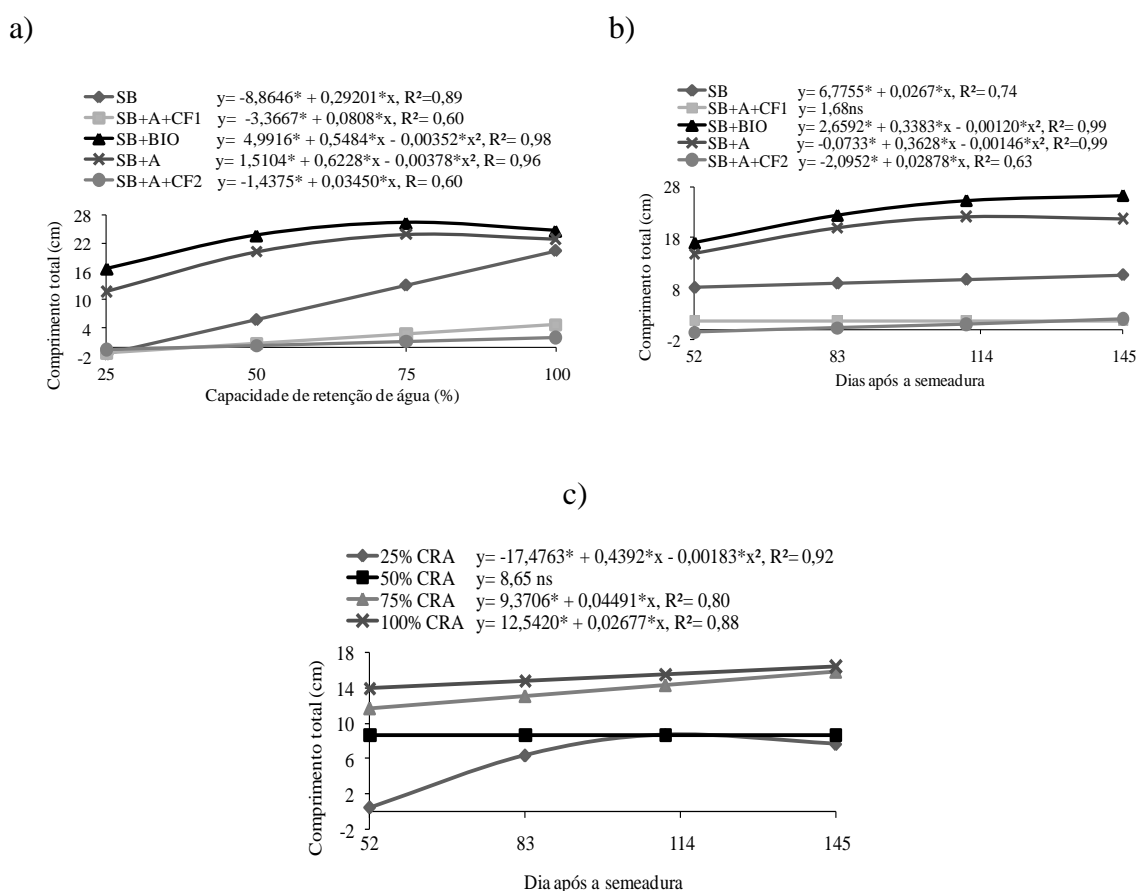 a)
SB y= -8,8646* + 0,29201*x, R²=0,89
SB+A+CF1 y= -3,3667* + 0,0808*x, R²= 0,60
SB+BIO y= 4,9916* + 0,5484*x - 0,00352*x², R²= 0,98
SB+A y= 1,5104* + 0,6228*x - 0,00378*x², R= 0,96
SB+A+CF2 y= -1,4375* + 0,03450*x, R= 0,60
Comprimento total (cm)
28
22
16
10
4
-2
25 50 75 100
Capacidade de retenção de água (%)
b)
SB y= 6,7755* + 0,0267*x, R²= 0,74
SB+A+CF1 y= 1,68ns
SB+BIO y= 2,6592* + 0,3383*x - 0,00120*x², R²= 0,99
SB+A y= -0,0733* + 0,3628*x - 0,00146*x², R²= 0,99
SB+A+CF2 y= -2,0952* + 0,02878*x, R²= 0,63
Comprimento total (cm)
28
18
8
-2
52 83 114 145
Dias após a semeadura
c)
25% CRA y= -17,4763* + 0,4392*x - 0,00183*x², R²= 0,92
50% CRA y= 8,65 ns
75% CRA y= 9,3706* + 0,04491*x, R²= 0,80
100% CRA y= 12,5420* + 0,02677*x, R²= 0,88
Comprimento total (cm)
18
14
10
6
2
-2
52 83 114 145
Dia após a semeadura